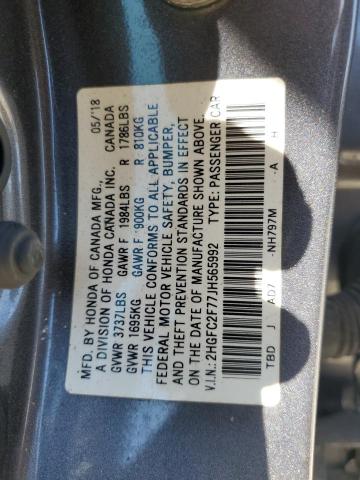 MFD. BY HONDA OF CANADA MFG. 05/18
A DIVISION OF HONDA CANADA INC. CANADA
GVWR 3737LBS GAWR F 1984LBS R 1786LBS
GVWR 1695KG GAWR F 900KG R 810KG
THIS VEHICLE CONFORMS TO ALL APPLICABLE
FEDERAL MOTOR VEHICLE SAFETY, BUMPER,
AND THEFT PREVENTION STANDARDS IN EFFECT
ON THE DATE OF MANUFACTURE SHOWN ABOVE.
V.I.N.: 2HGFC2F77JH565992 TYPE: PASSENGER CAR
TBD J A07 -NH797M -A H